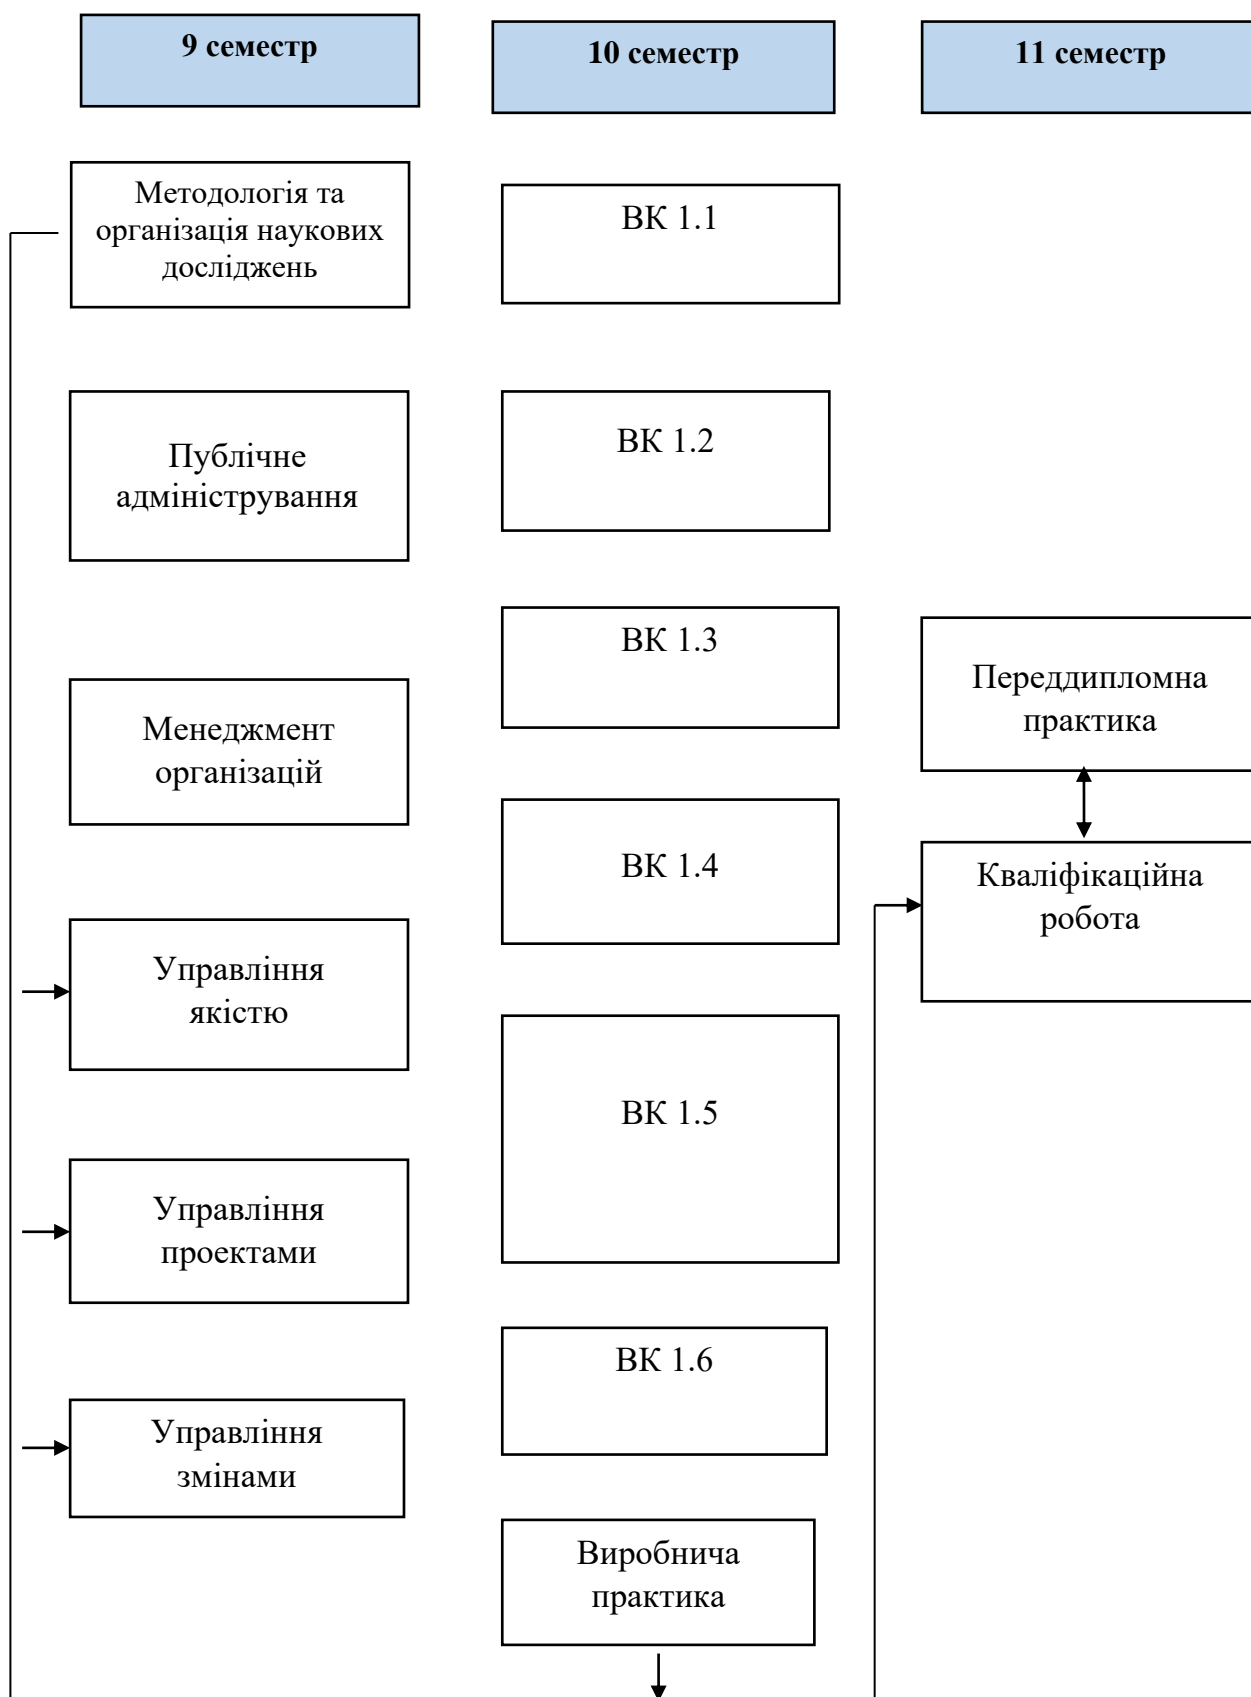 9 семестр
10 семестр
11 семестр
Методологія та
організація наукових
досліджень
Публічне
адміністрування
Менеджмент
організацій
Управління
якістю
Управління
проектами
Управління
змінами
ВК 1.1
ВК 1.2
ВК 1.3
ВК 1.4
ВК 1.5
ВК 1.6
Виробнича
практика
Переддипломна
практика
Кваліфікаційна
робота